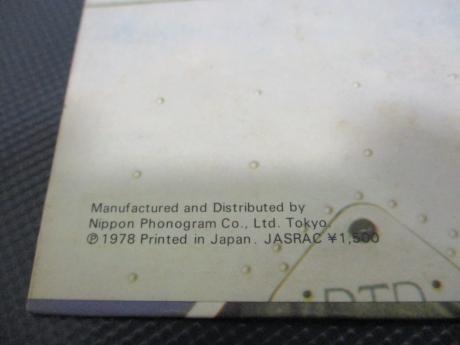 Manufactured and Distributed by
Nippon Phonogram Co., Ltd. Tokyo.
℗ 1978 Printed in Japan. JASRAC ¥1,500